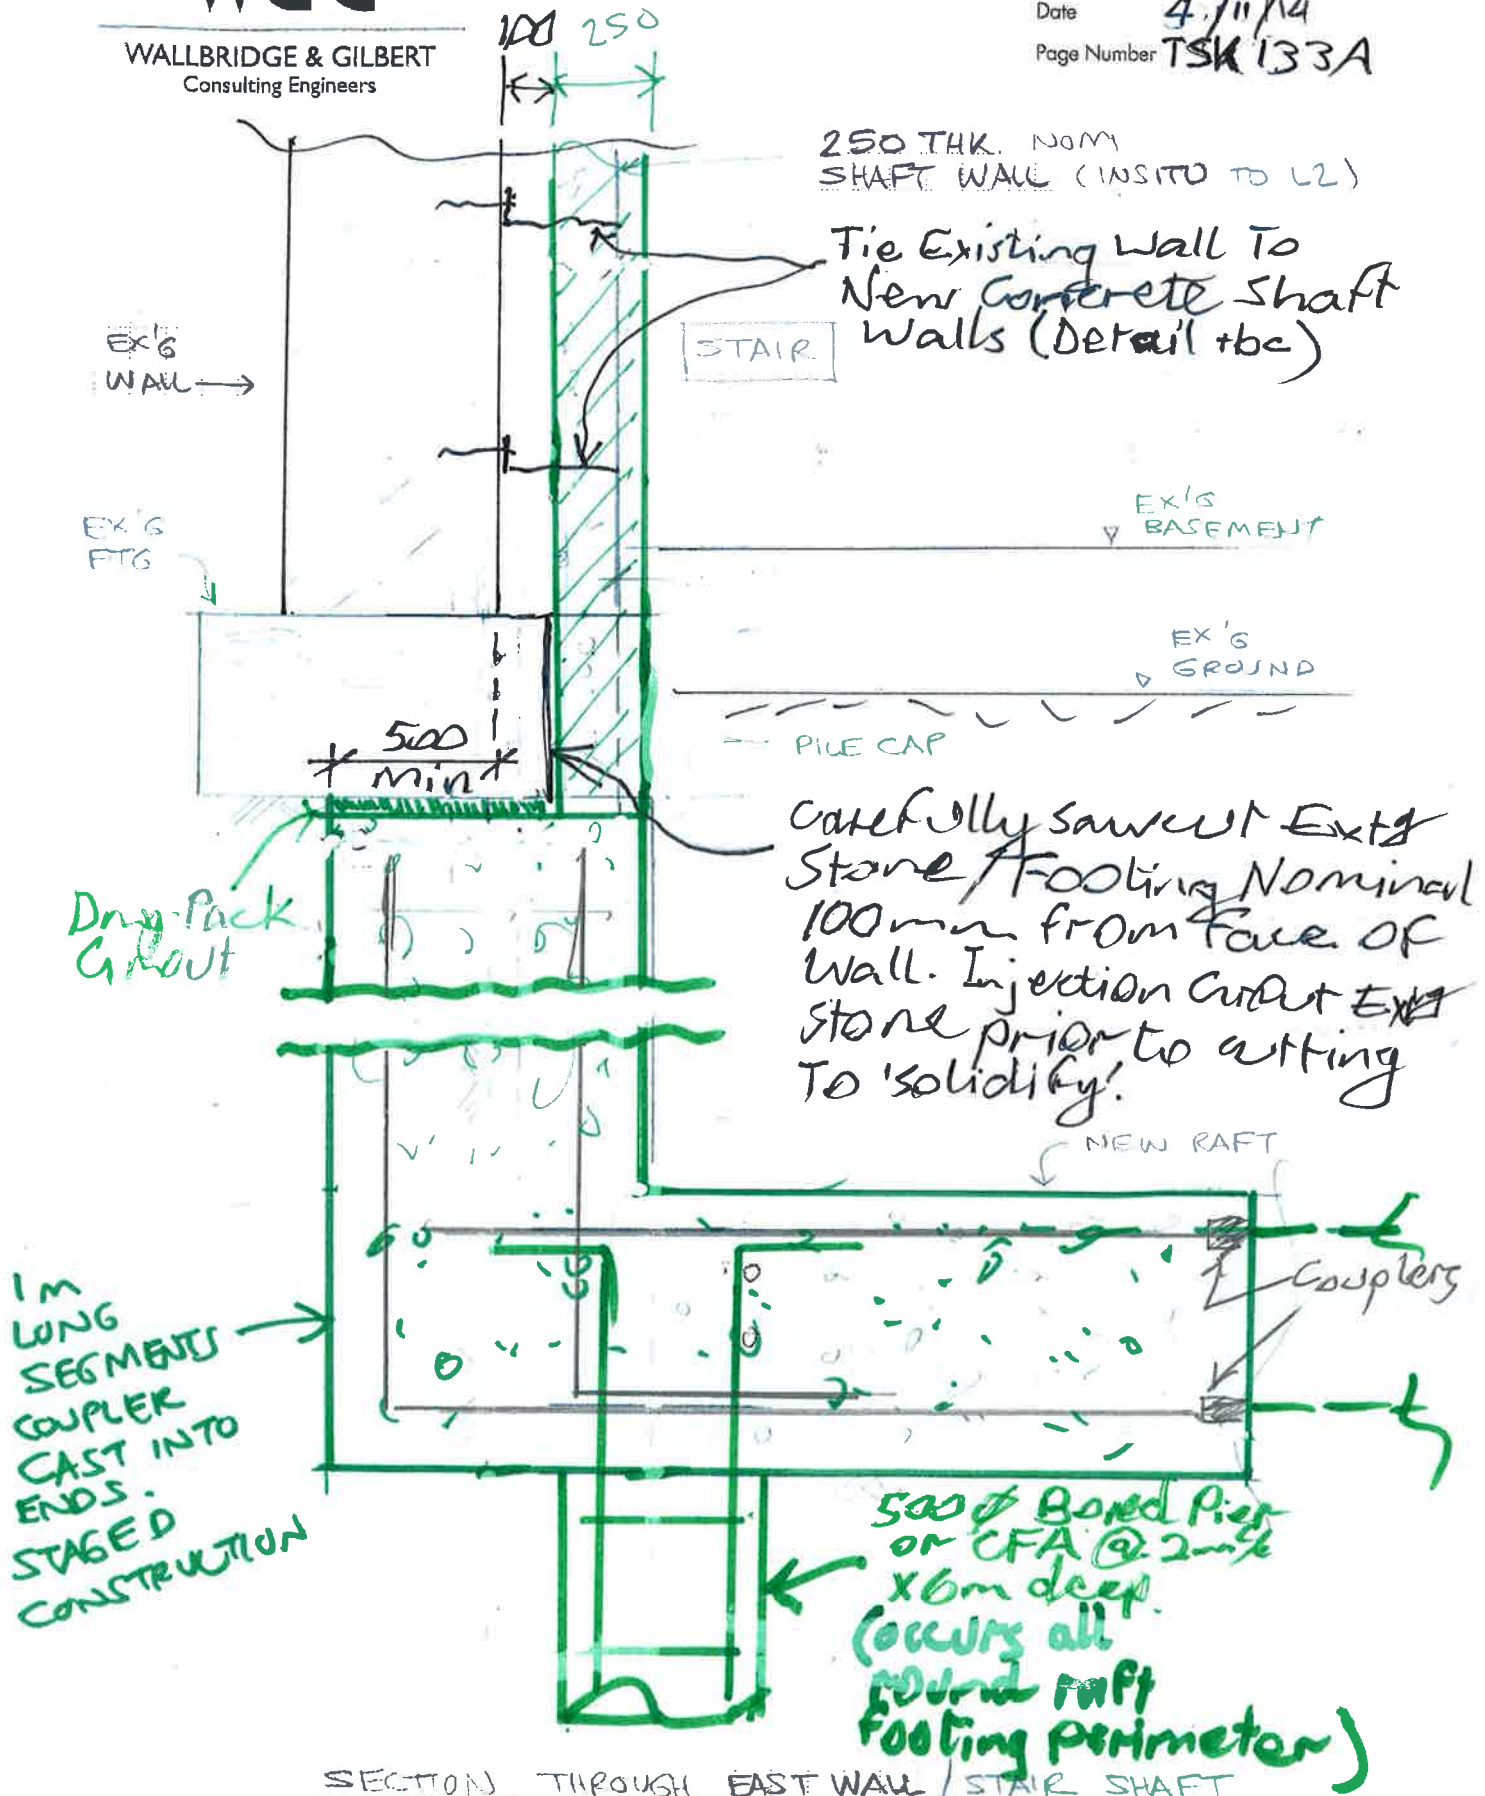 WALLBRIDGE & GILBERT
Consulting Engineers
Date 4/11/14
Page Number TSK 133A
100 250
250 THK. NOM
SHAFT WALL (INSITU TO L2)
Tie Existing Wall To
New Concrete Shaft
Walls (Detail tbc)
STAIR
EX'G
WALL
EX'G
FTG
EX'G
BASEMENT
EX'G
GROUND
PILE CAP
500
Min
Carefully Sawcut Extg
Stone/Footing Nominal
100mm from Face of
Wall. Injection Grout Extg
Stone prior to cutting
To 'solidify'.
Dry Pack
Grout
NEW RAFT
Couplers
1m
LONG
SEGMENTS
COUPLER
CAST INTO
ENDS.
STAGED
CONSTRUCTION
500 Ø Bored Pier
or CFA @ 2m
x6m deep.
(occurs all
round raft
footing perimeter)
SECTION THROUGH EAST WALL / STAIR SHAFT